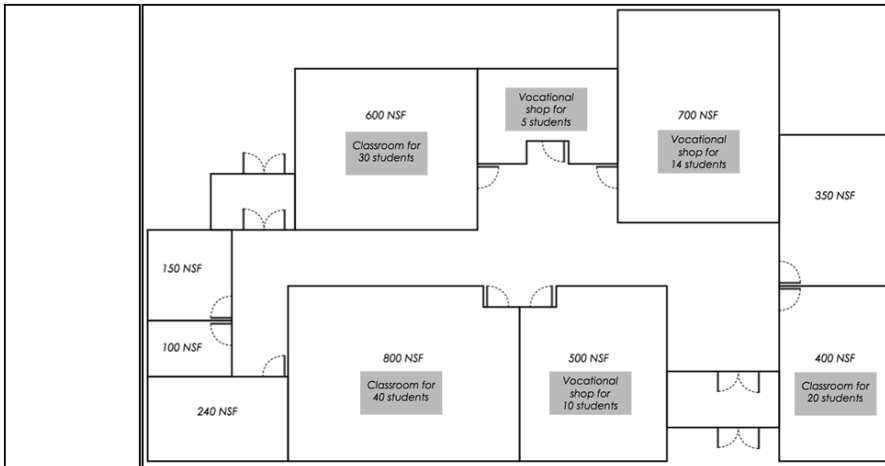 600 NSF
Classroom for
30 students
Vocational
shop for
5 students
700 NSF
Vocational
shop for
14 students
350 NSF
150 NSF
100 NSF
240 NSF
800 NSF
Classroom for
40 students
500 NSF
Vocational
shop for
10 students
400 NSF
Classroom for
20 students